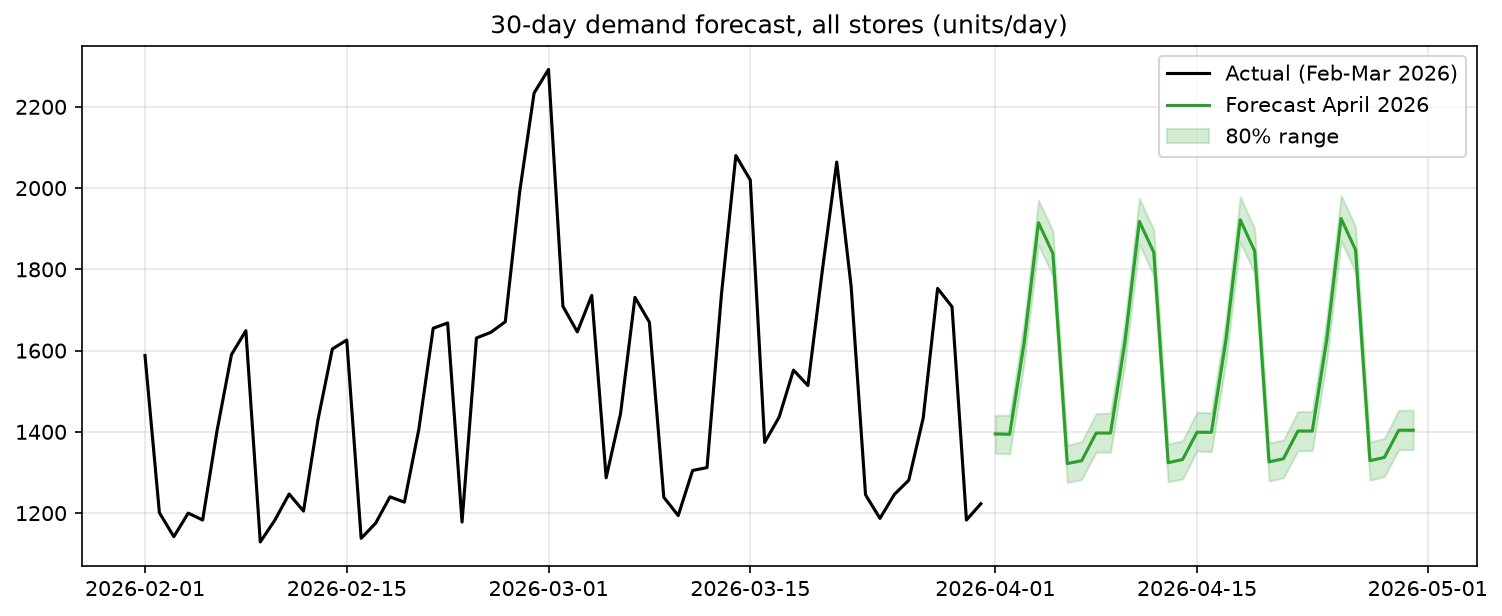 30-day demand forecast, all stores (units/day)
Actual (Feb-Mar 2026)
Forecast April 2026
80% range
2200
2000
1800
1600
1400
1200
2026-02-01 2026-02-15 2026-03-01 2026-03-15 2026-04-01 2026-04-15 2026-05-01